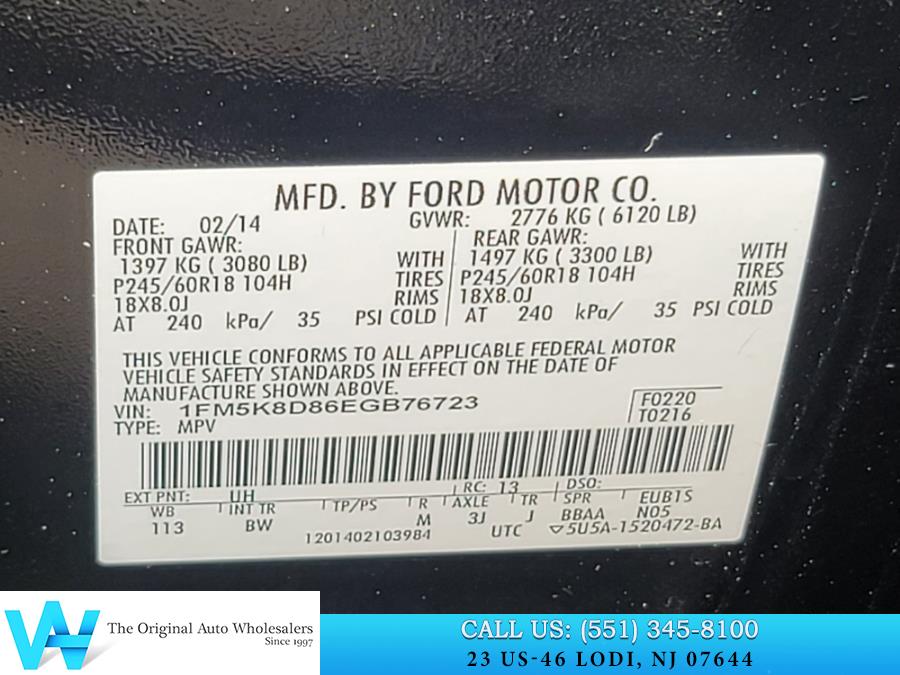 MFD. BY FORD MOTOR CO.
DATE: 02/14 GVWR: 2776 KG ( 6120 LB)
FRONT GAWR: REAR GAWR:
1397 KG ( 3080 LB) WITH 1497 KG ( 3300 LB) WITH
P245/60R18 104H TIRES P245/60R18 104H TIRES
18X8.0J RIMS 18X8.0J RIMS
AT 240 kPa/ 35 PSI COLD AT 240 kPa/ 35 PSI COLD
THIS VEHICLE CONFORMS TO ALL APPLICABLE FEDERAL MOTOR
VEHICLE SAFETY STANDARDS IN EFFECT ON THE DATE OF
MANUFACTURE SHOWN ABOVE.
VIN: 1FM5K8D86EGB76723 F0220
TYPE: MPV T0216
EXT PNT: UH RC: 13 DSO:
WB INT TR TP/PS R AXLE TR SPR EUB1S
113 BW M 3J J BBAA N05
1201402103984 UTC 5U5A-1520472-BA
The Original Auto Wholesalers
Since 1997
CALL US: (551) 345-8100
23 US-46 LODI, NJ 07644